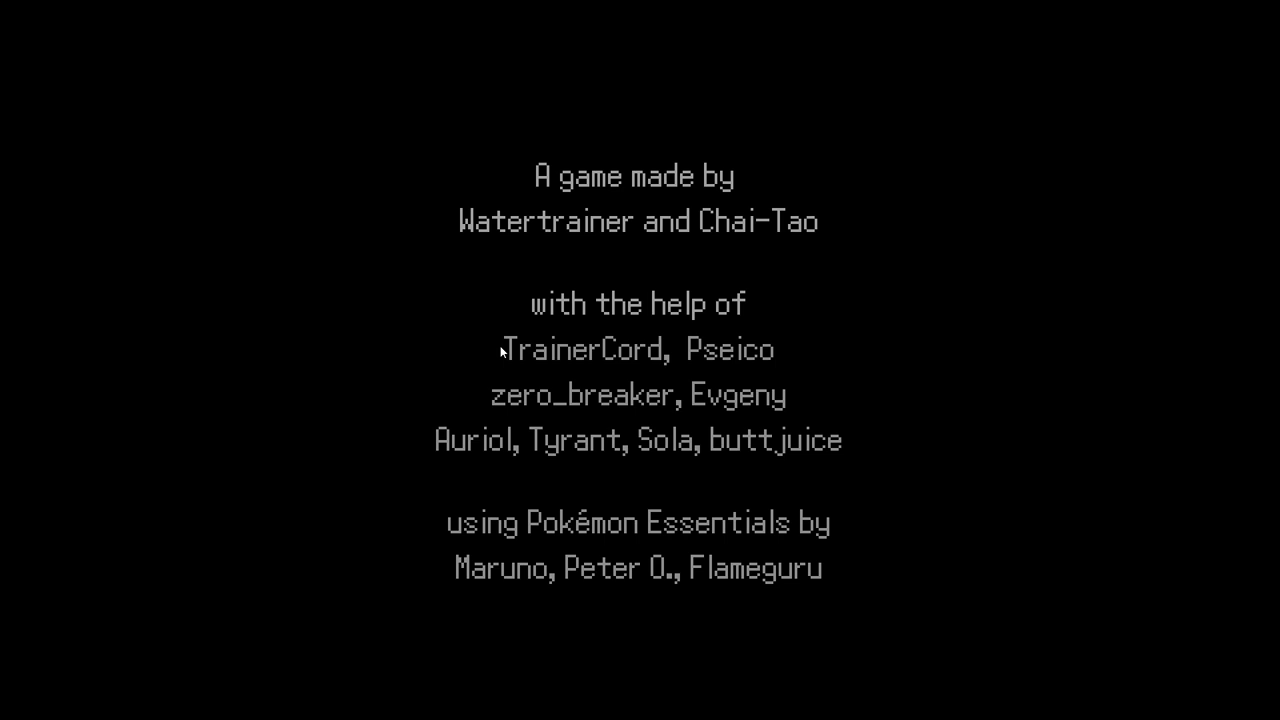 A game made by
Watertrainer and Chai-Tao
with the help of
TrainerCord, Pseico
zero_breaker, Evgeny
Auriol, Tyrant, Sola, buttjuice
using Pokémon Essentials by
Maruno, Peter O., Flameguru